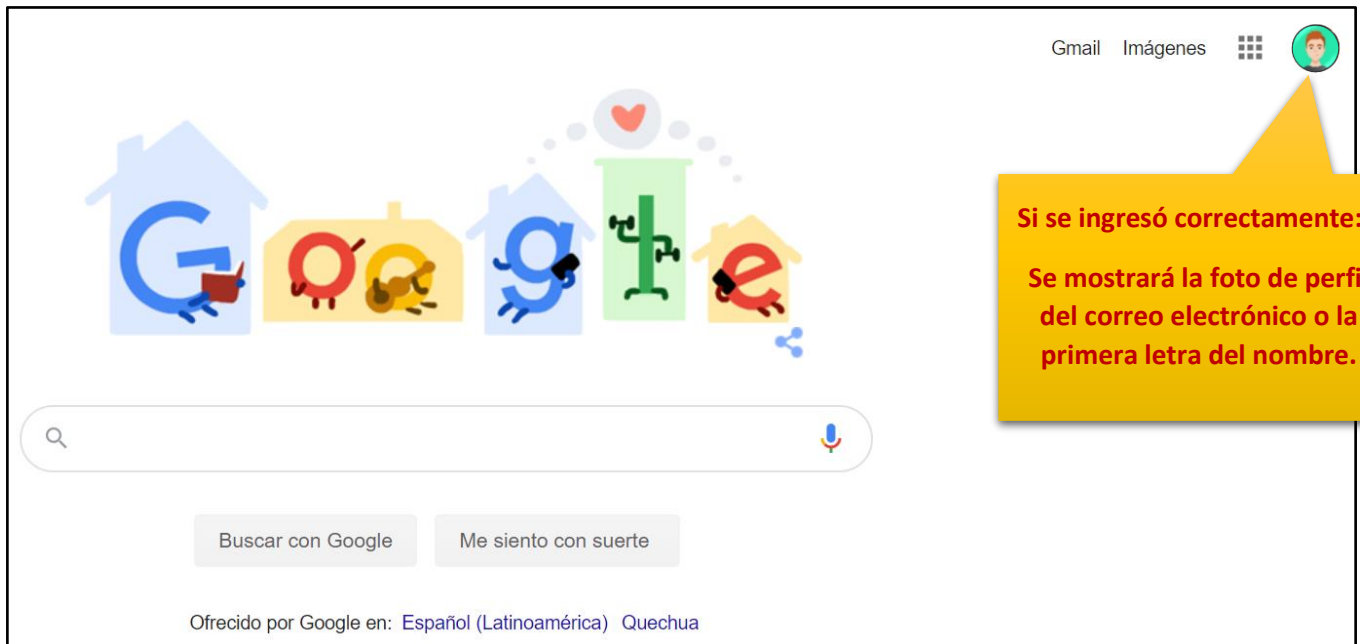 Gmail Imágenes
Google
Si se ingresó correctamente:
Se mostrará la foto de perfi
del correo electrónico o la
primera letra del nombre.
Buscar con Google Me siento con suerte
Ofrecido por Google en: Español (Latinoamérica) Quechua